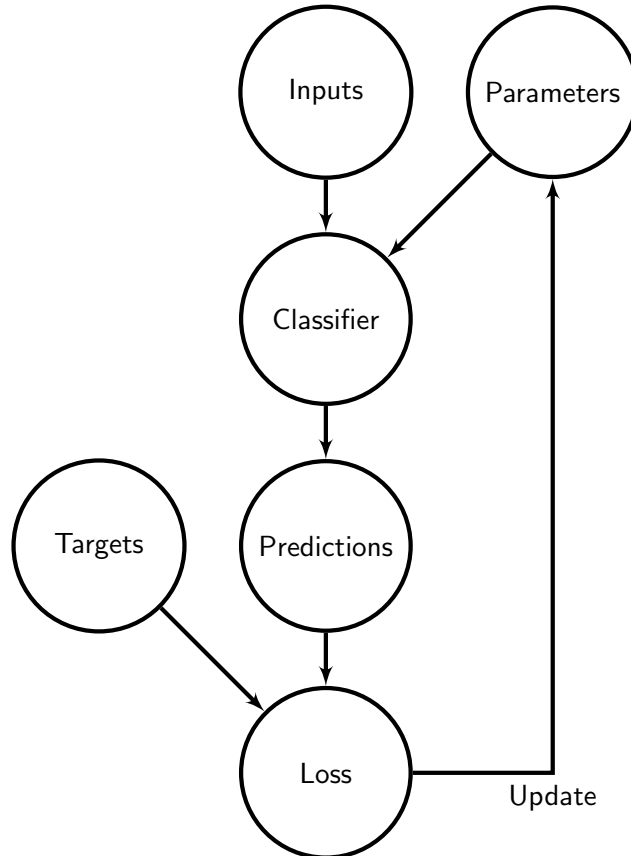 Inputs
Parameters
Classifier
Targets
Predictions
Loss
Update